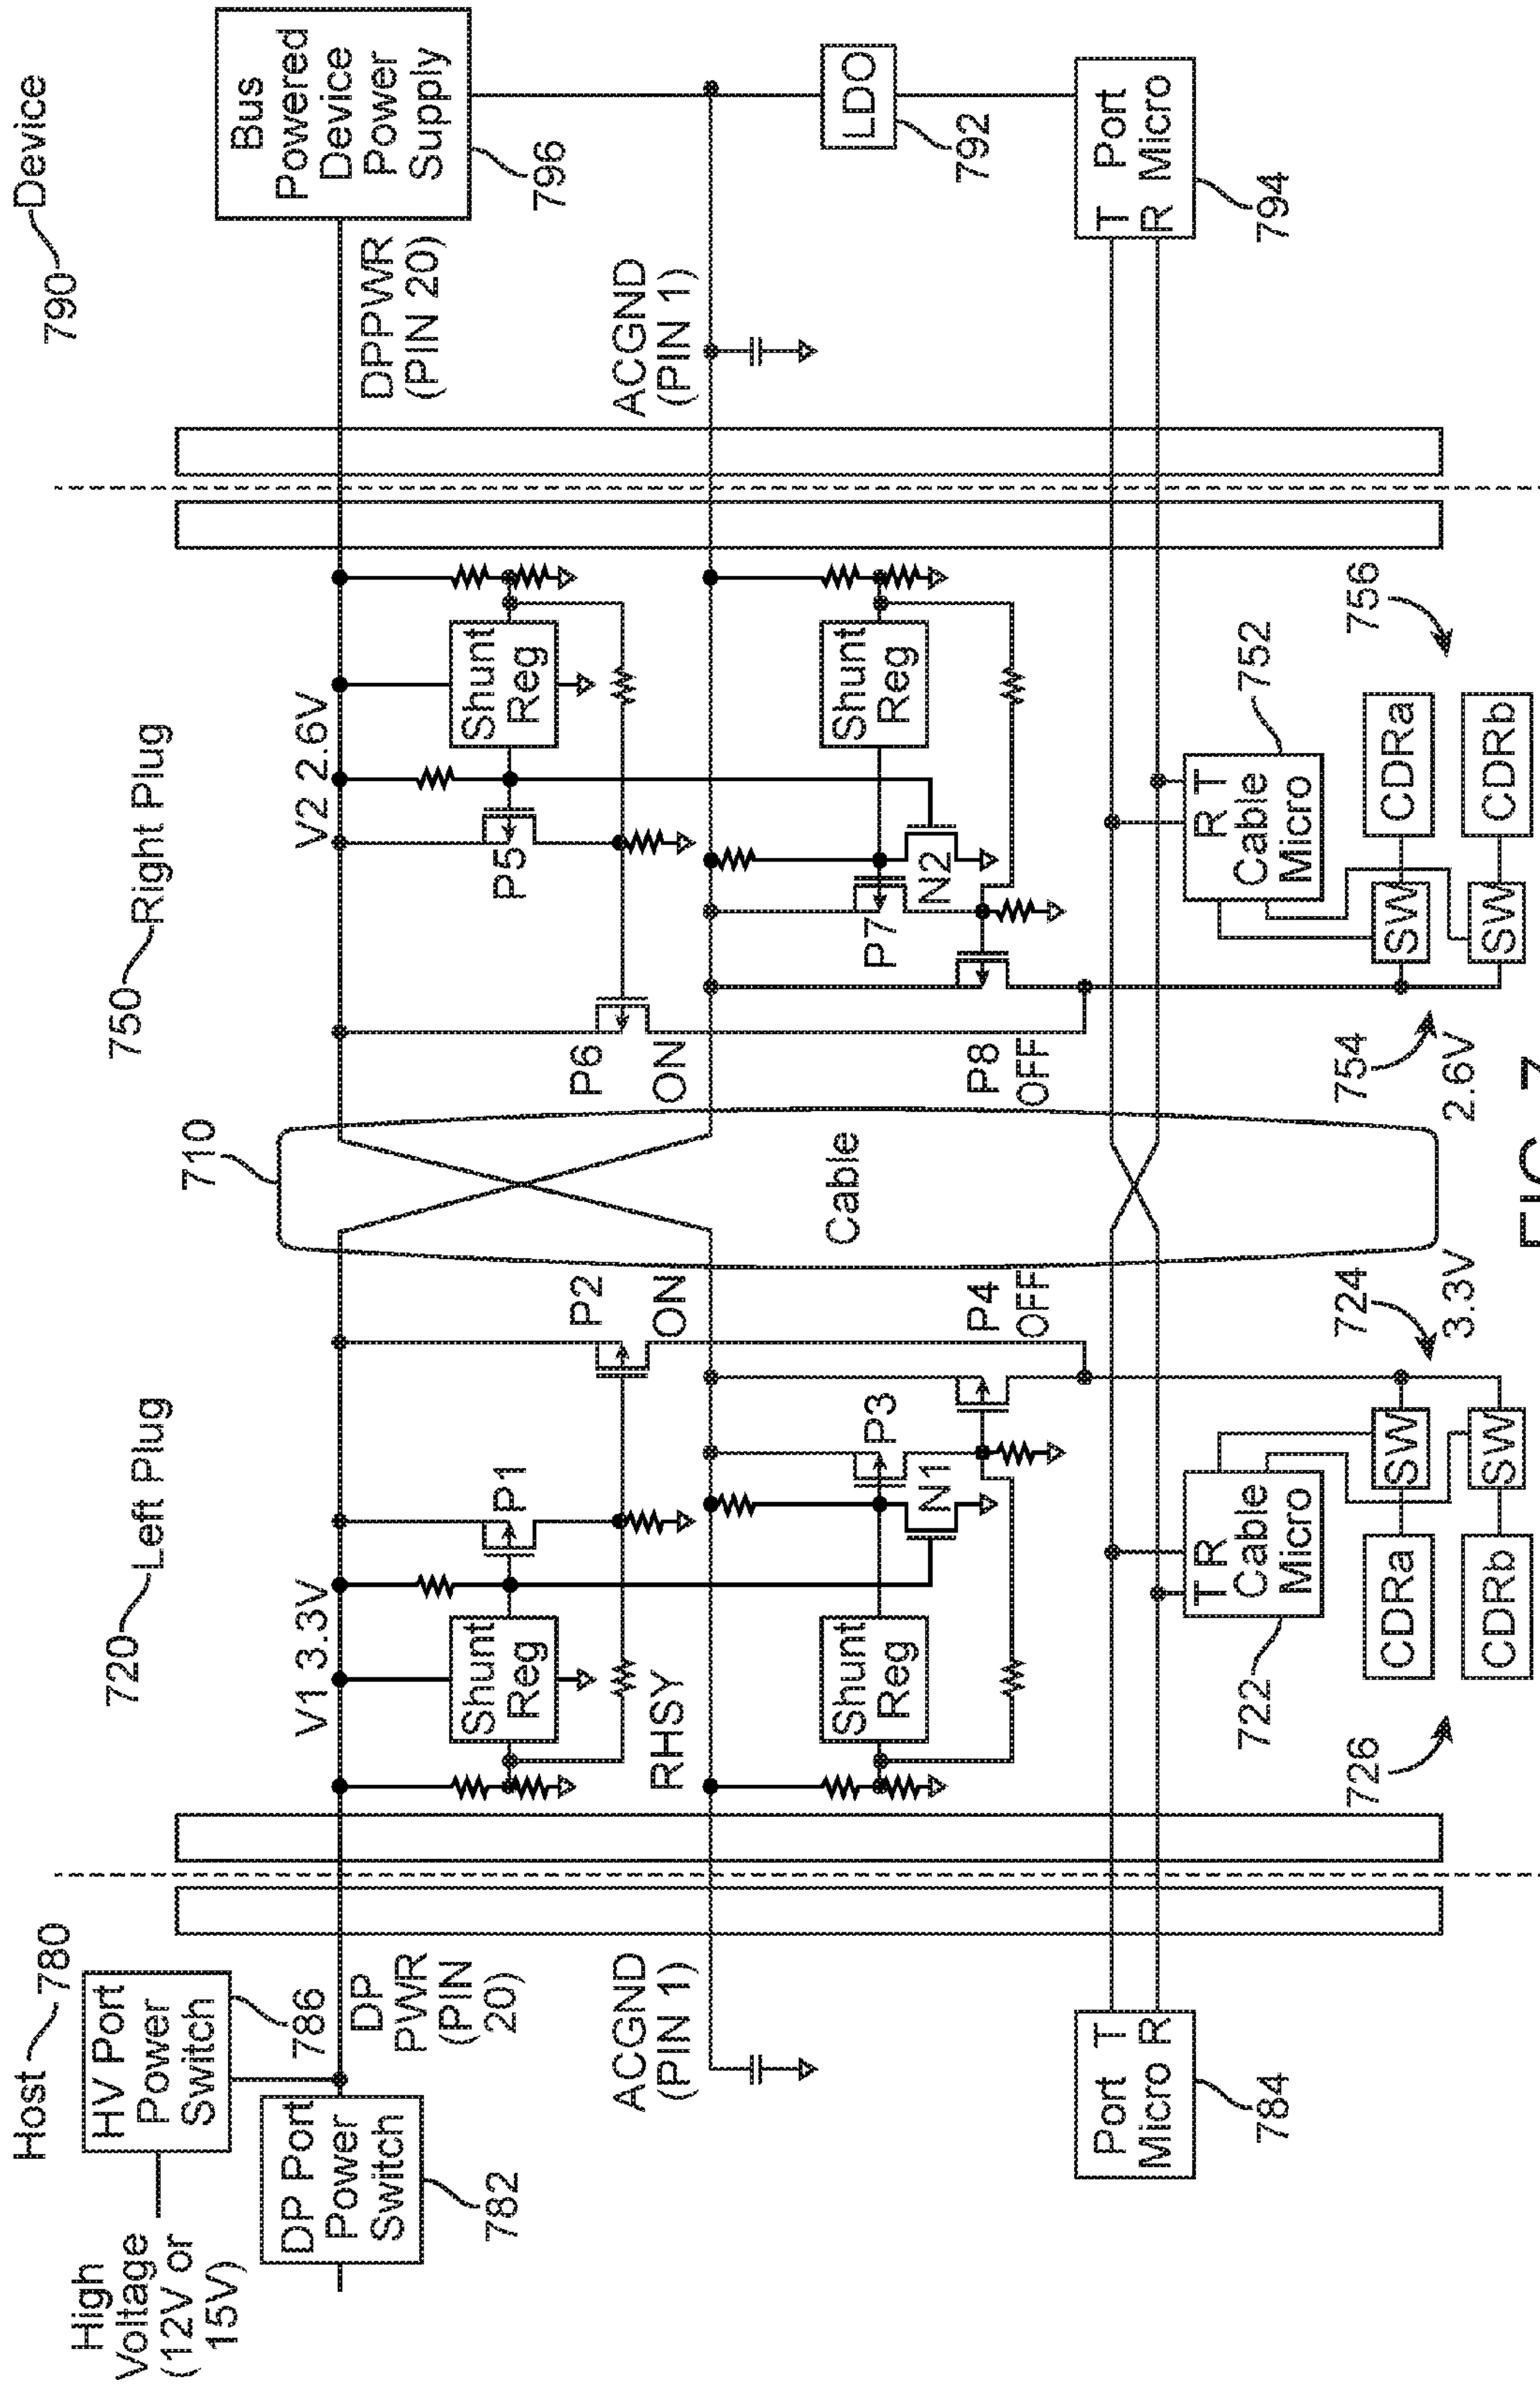 Host
780
HV Port
Power
Switch
786
High
Voltage
(12V or
15V)
DP Port
Power
Switch
782
DP
PWR
(PIN
20)
ACGND
(PIN 1)
Port
Micro
T
R
784
720
Left Plug
V1 3.3V
P1
P2
ON
Shunt
Reg
RHSY
P3
N1
P4
OFF
Shunt
Reg
T R
Cable
Micro
722
724
3.3V
726
SW
SW
CDRa
CDRb
710
Cable
750
Right Plug
V2 2.6V
P5
P6
ON
Shunt
Reg
P7
N2
P8
OFF
Shunt
Reg
R T
Cable
Micro
752
754
2.6V
756
SW
SW
CDRa
CDRb
790
Device
Bus
Powered
Device
Power
Supply
796
DPPWR
(PIN 20)
ACGND
(PIN 1)
LDO
792
T
R
Port
Micro
794